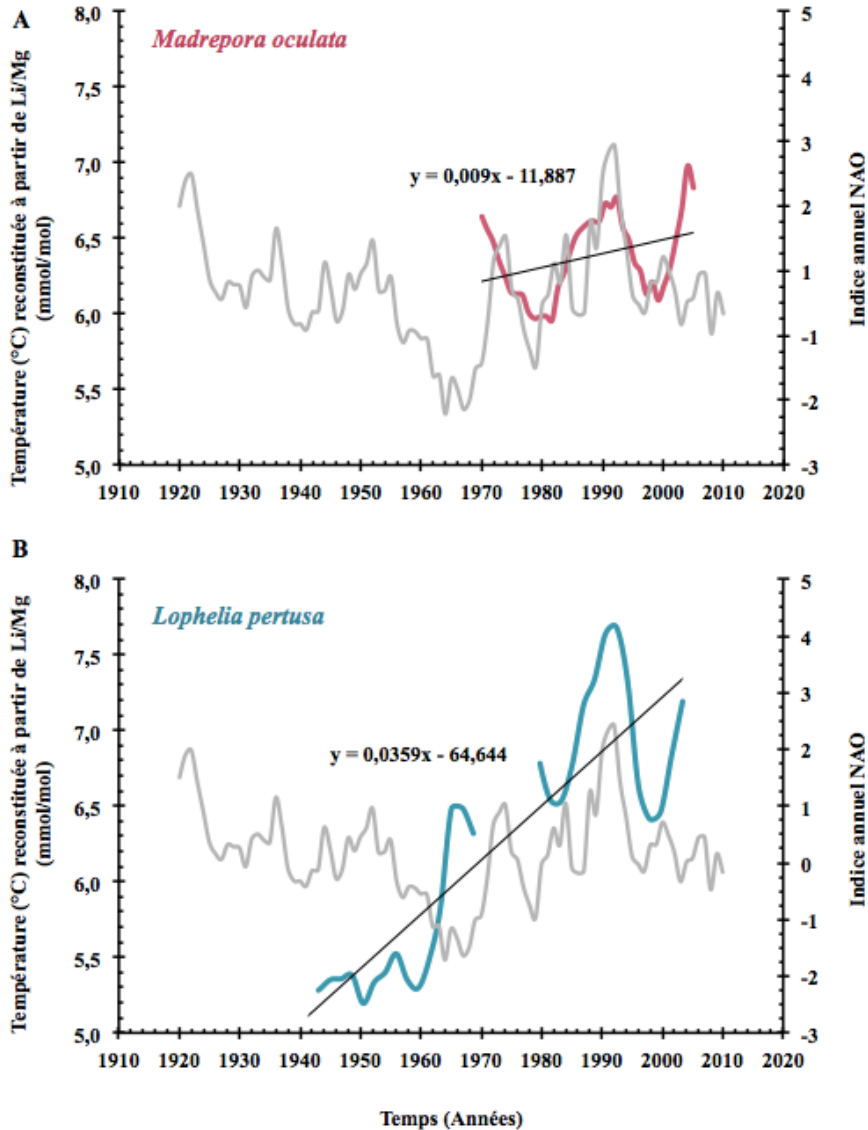 A
Madrepora oculata
Température (°C) reconstituée à partir de Li/Mg
(mmol/mol)
8,0
7,5
7,0
6,5
6,0
5,5
5,0
y = 0,009x - 11,887
5
4
3
2
1
-1
-2
-3
Indice annuel NAO
1910 1920 1930 1940 1950 1960 1970 1980 1990 2000 2010 2020
B
Lophelia pertusa
Température (°C) reconstituée à partir de Li/Mg
(mmol/mol)
8,0
7,5
7,0
6,5
6,0
5,5
5,0
y = 0,0359x - 64,644
5
4
3
2
1
0
-1
-2
-3
Indice annuel NAO
1910 1920 1930 1940 1950 1960 1970 1980 1990 2000 2010 2020
Temps (Années)